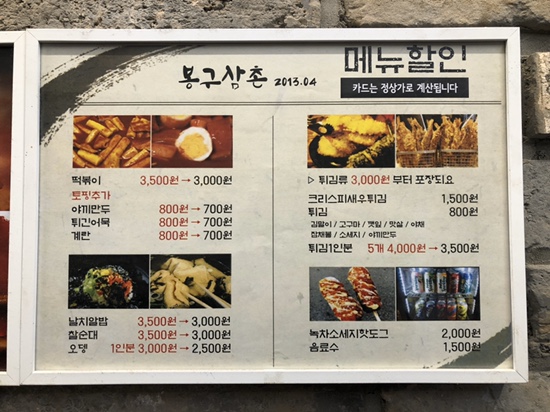 봉구삼촌 2013.04
메뉴할인
카드는 정상가로 계산됩니다
떡볶이 3,500원 → 3,000원
토핑추가
야끼만두 800원 → 700원
튀긴어묵 800원 → 700원
계란 800원 → 700원
날치알밥 3,500원 → 3,000원
찰순대 3,500원 → 3,000원
오뎅 1인분 3,000원 → 2,500원
▷ 튀김류 3,000원 부터 포장되요
크리스피새우튀김 1,500원
튀김 800원
김말이 / 고구마 / 깻잎 / 맛살 / 야채
잡채볼 / 소세지 / 야끼만두
튀김1인분 5개 4,000원 → 3,500원
녹차소세지핫도그 2,000원
음료수 1,500원